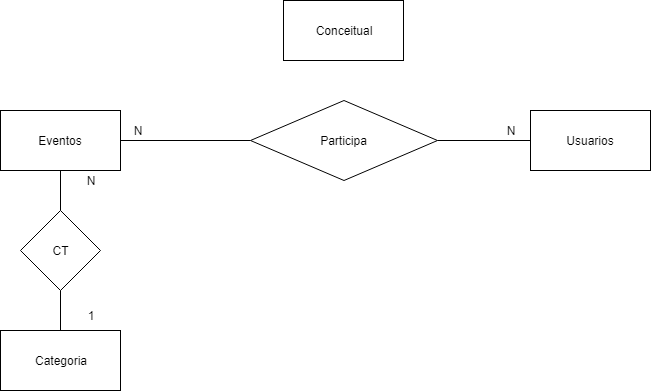 Conceitual
Eventos
N
Participa
N
Usuarios
N
CT
1
Categoria